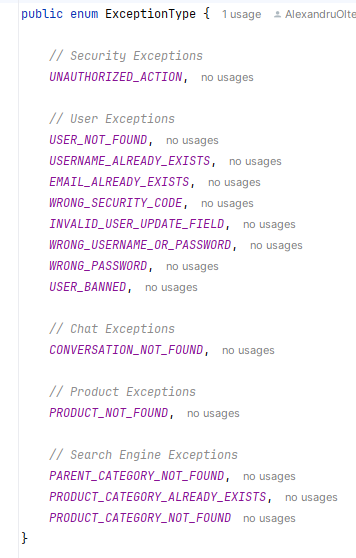 public enum ExceptionType { 1 usage AlexandruOlte
// Security Exceptions
UNAUTHORIZED_ACTION, no usages
// User Exceptions
USER_NOT_FOUND, no usages
USERNAME_ALREADY_EXISTS, no usages
EMAIL_ALREADY_EXISTS, no usages
WRONG_SECURITY_CODE, no usages
INVALID_USER_UPDATE_FIELD, no usages
WRONG_USERNAME_OR_PASSWORD, no usages
WRONG_PASSWORD, no usages
USER_BANNED, no usages
// Chat Exceptions
CONVERSATION_NOT_FOUND, no usages
// Product Exceptions
PRODUCT_NOT_FOUND, no usages
// Search Engine Exceptions
PARENT_CATEGORY_NOT_FOUND, no usages
PRODUCT_CATEGORY_ALREADY_EXISTS, no usages
PRODUCT_CATEGORY_NOT_FOUND no usages
}